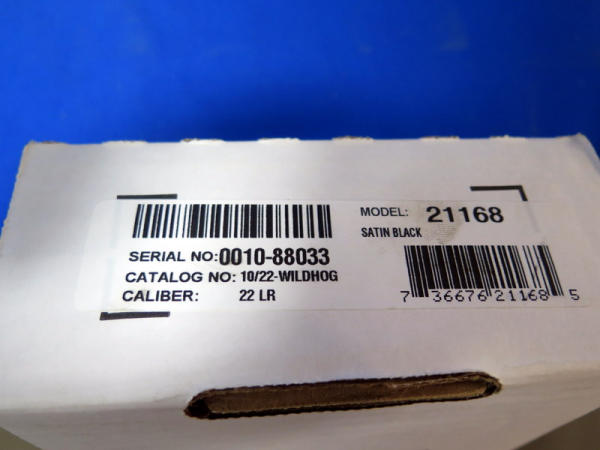 SERIAL NO: 0010-88033
CATALOG NO: 10/22-WILDHOG
CALIBER: 22 LR
MODEL: 21168
SATIN BLACK
7 36676 21168 5